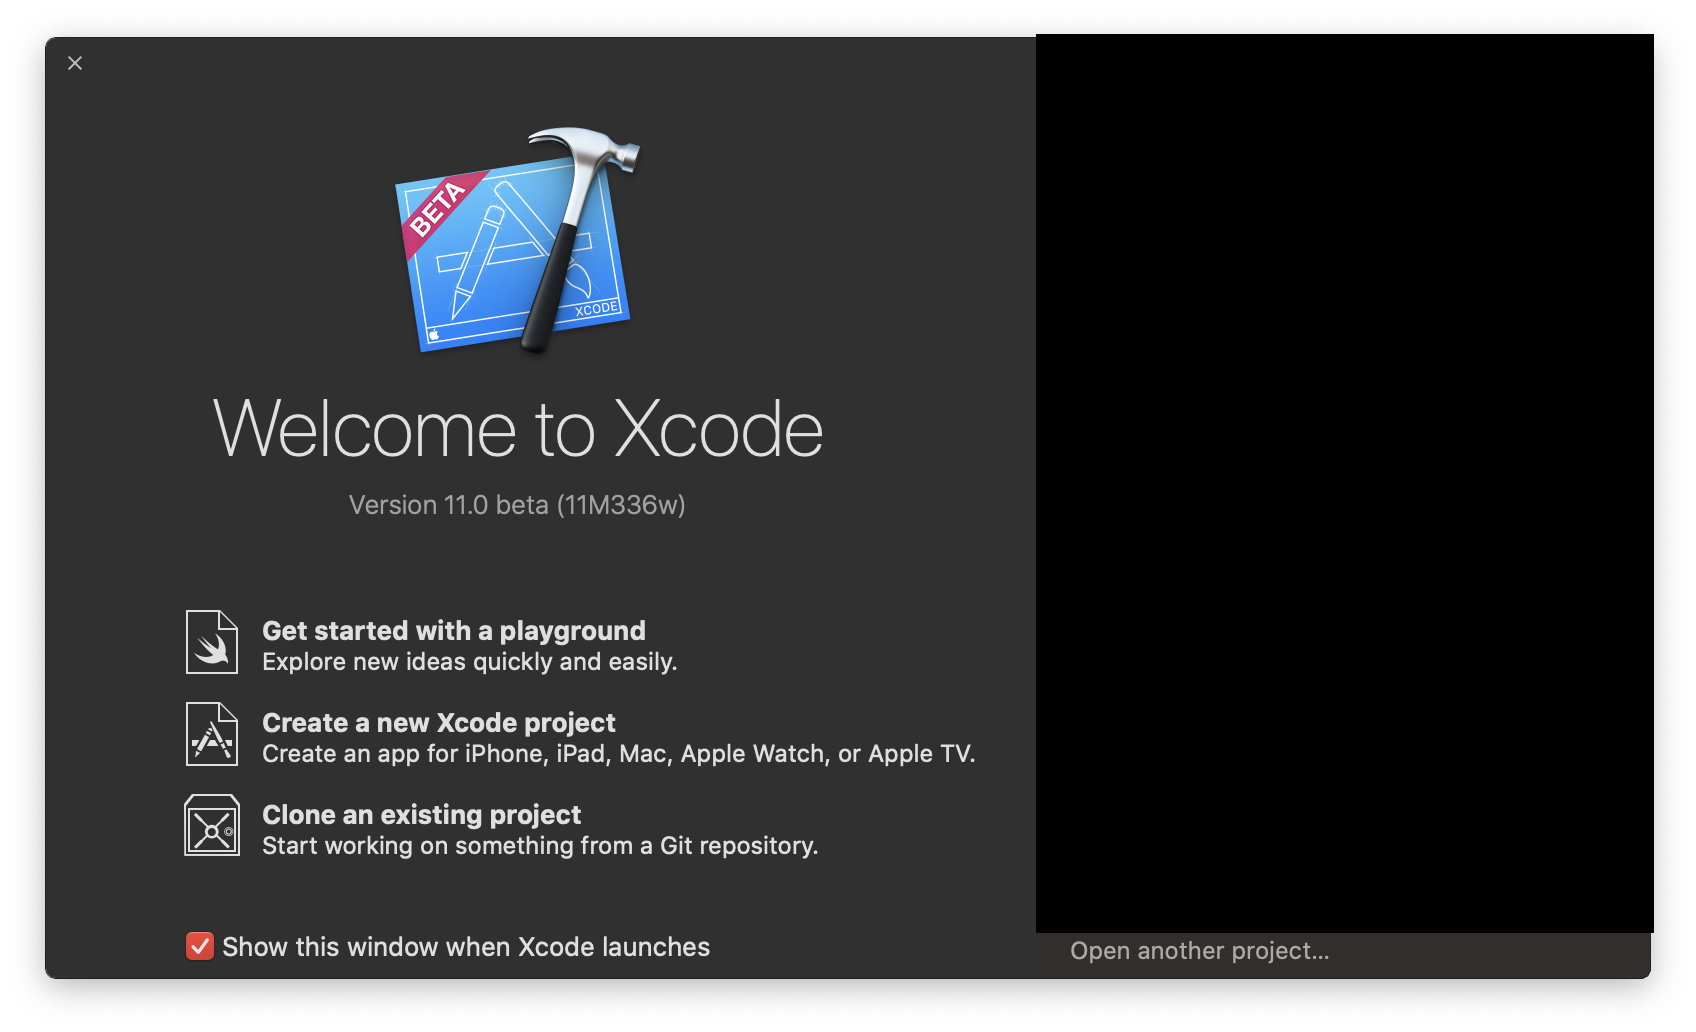 BETA
XCODE
Welcome to Xcode
Version 11.0 beta (11M336w)
Get started with a playground
Explore new ideas quickly and easily.
Create a new Xcode project
Create an app for iPhone, iPad, Mac, Apple Watch, or Apple TV.
Clone an existing project
Start working on something from a Git repository.
Show this window when Xcode launches
Open another project...